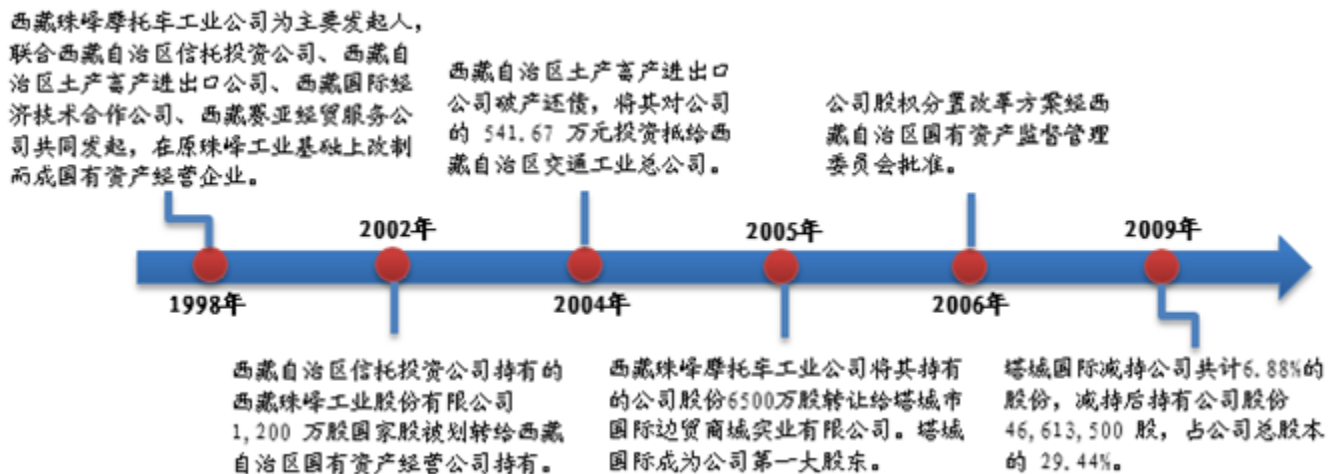 西藏珠峰摩托车工业公司为主要发起人，
联合西藏自治区信托投资公司、西藏自
治区土产畜产进出口公司、西藏国际经
济技术合作公司、西藏赛亚经贸服务公
司共同发起，在原珠峰工业基础上改制
而成国有资产经营企业。
西藏自治区土产畜产进出口
公司破产还债，将其对公司
的 541.67 万元投资抵给西
藏自治区交通工业总公司。
公司股权分置改革方案经西
藏自治区国有资产监督管理
委员会批准。
2002年
2005年
2009年
1998年
2004年
2006年
西藏自治区信托投资公司持有的
西藏珠峰工业股份有限公司
1,200 万股国家股被划转给西藏
自治区国有资产经营公司持有。
西藏珠峰摩托车工业公司将其持有
的公司股份6500万股转让给塔城市
国际边贸商城实业有限公司。塔城
国际成为公司第一大股东。
塔城国际减持公司共计6.88%的
股份，减持后持有公司股份
46,613,500 股，占公司总股本
的 29.44%。